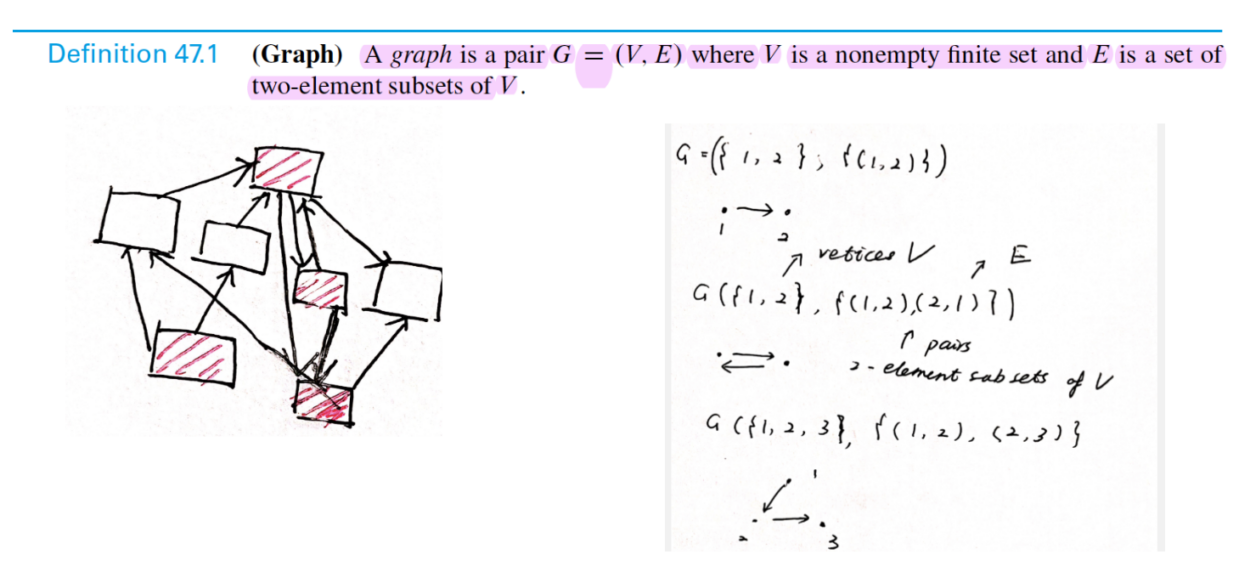 Definition 47.1 (Graph) A graph is a pair G = (V, E) where V is a nonempty finite set and E is a set of
two-element subsets of V.
G = ({ 1, 2 }, {(1,2)})
1 2
vetices V E
G ({1, 2}, {(1,2),(2,1)})
pairs
2-element subsets of V
G ({1, 2, 3}, {(1, 2), (2,3)}
1
2 3